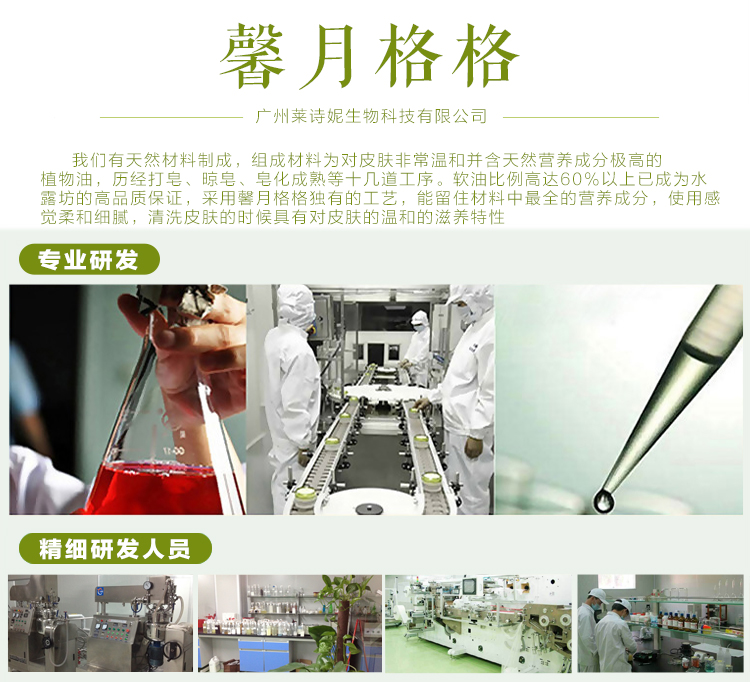 馨月格格
广州莱诗妮生物科技有限公司
我们有天然材料制成，组成材料为对皮肤非常温和并含天然营养成分极高的
植物油，历经打皂、晾皂、皂化成熟等十几道工序。软油比例高达60%以上已成为水
露坊的高品质保证，采用馨月格格独有的工艺，能留住材料中最全的营养成分，使用感
觉柔和细腻，清洗皮肤的时候具有对皮肤的温和的滋养特性
专业研发
精细研发人员